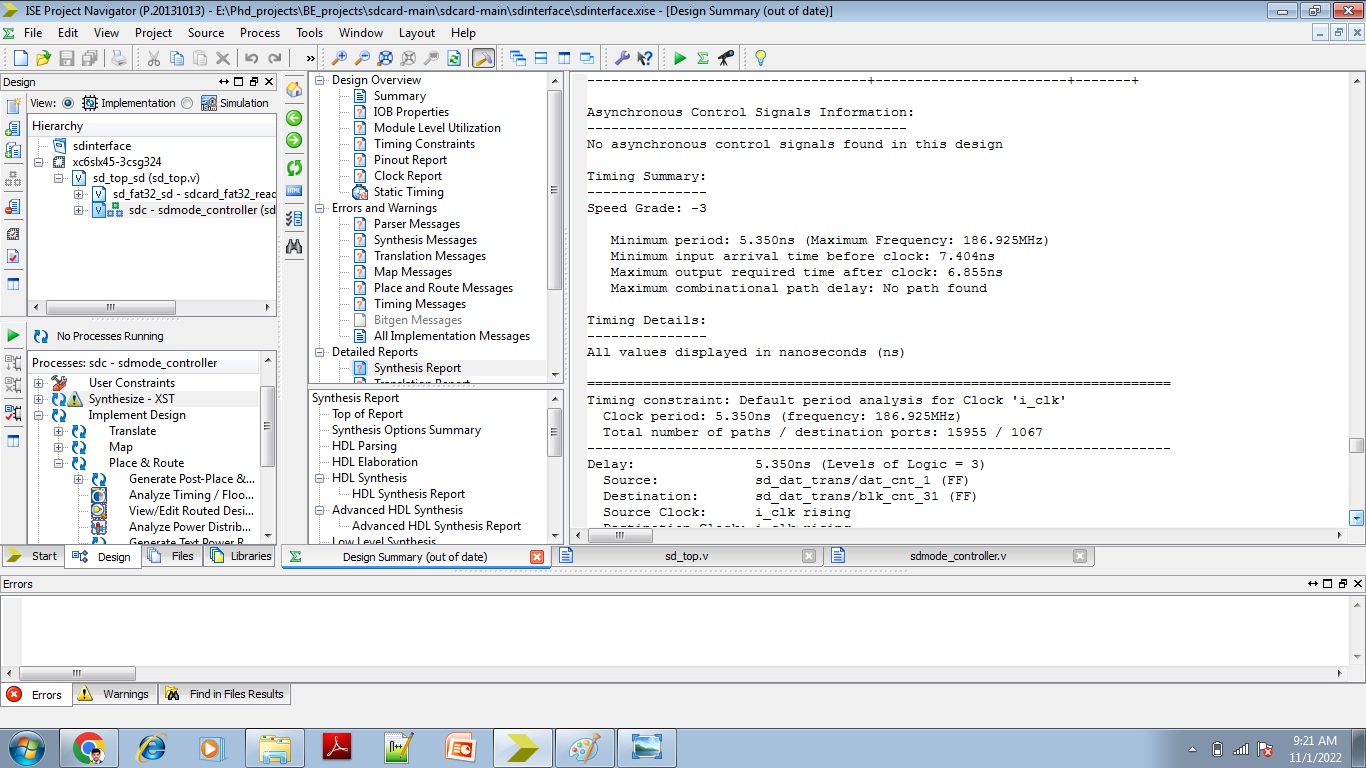 ISE Project Navigator (P.20131013) - E:\Phd_projects\BE_projects\sdcard-main\sdcard-main\sdinterface\sdinterface.xise - [Design Summary (out of date)]
File Edit View Project Source Process Tools Window Layout Help
Design
View: Implementation Simulation
Hierarchy
sdinterface
xc6slx45-3csg324
sd_top_sd (sd_top.v)
sd_fat32_sd - sdcard_fat32_read
sdc - sdmode_controller (sd
No Processes Running
Processes: sdc - sdmode_controller
User Constraints
Synthesize - XST
Implement Design
Translate
Map
Place & Route
Generate Post-Place &...
Analyze Timing / Floo...
View/Edit Routed Desi...
Analyze Power Distrib...
Generate Text Power R
Start Design Files Libraries
Design Overview
Summary
IOB Properties
Module Level Utilization
Timing Constraints
Pinout Report
Clock Report
Static Timing
Errors and Warnings
Parser Messages
Synthesis Messages
Translation Messages
Map Messages
Place and Route Messages
Timing Messages
Bitgen Messages
All Implementation Messages
Detailed Reports
Synthesis Report
Translation Report
Synthesis Report
Top of Report
Synthesis Options Summary
HDL Parsing
HDL Elaboration
HDL Synthesis
HDL Synthesis Report
Advanced HDL Synthesis
Advanced HDL Synthesis Report
Low Level Synthesis
-----------------------------------+------------------------+-------+
Asynchronous Control Signals Information:
----------------------------------------
No asynchronous control signals found in this design
Timing Summary:
---------------
Speed Grade: -3
Minimum period: 5.350ns (Maximum Frequency: 186.925MHz)
Minimum input arrival time before clock: 7.404ns
Maximum output required time after clock: 6.855ns
Maximum combinational path delay: No path found
Timing Details:
---------------
All values displayed in nanoseconds (ns)
=========================================================================
Timing constraint: Default period analysis for Clock 'i_clk'
Clock period: 5.350ns (frequency: 186.925MHz)
Total number of paths / destination ports: 15955 / 1067
-------------------------------------------------------------------------
Delay: 5.350ns (Levels of Logic = 3)
Source: sd_dat_trans/dat_cnt_1 (FF)
Destination: sd_dat_trans/blk_cnt_31 (FF)
Source Clock: i_clk rising
Destination Clock: i_clk rising
Design Summary (out of date) sd_top.v sdmode_controller.v
Errors
Errors Warnings Find in Files Results
9:21 AM
11/1/2022